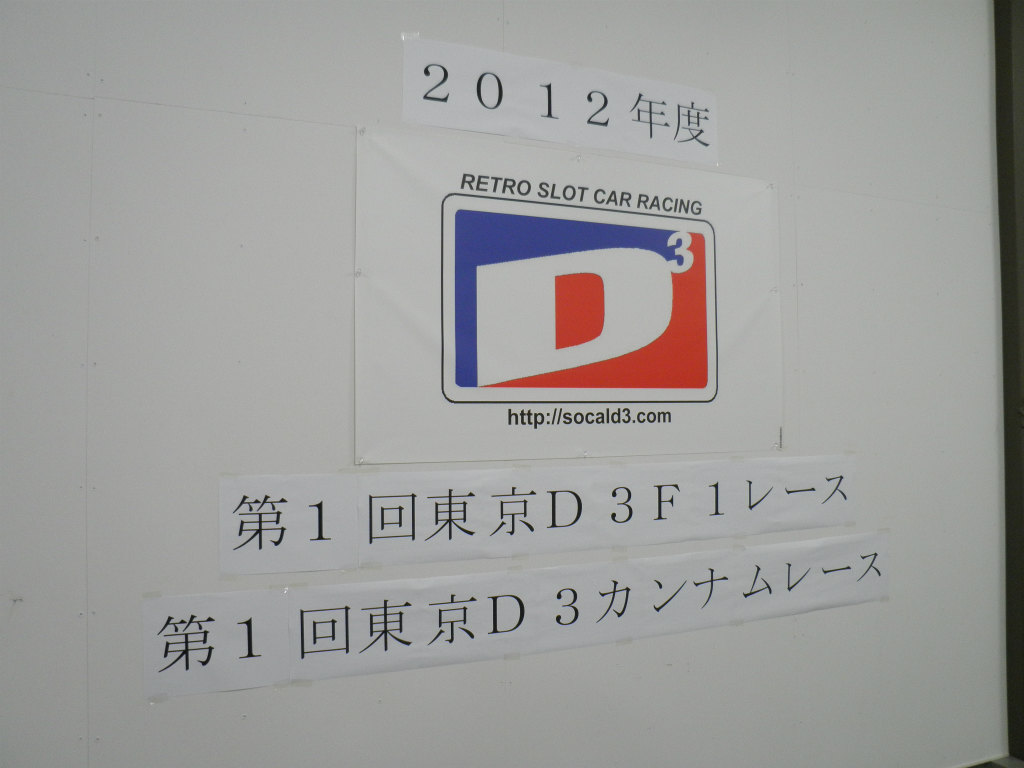 ２０１２年度
RETRO SLOT CAR RACING
D3
http://socald3.com
第１回東京Ｄ３Ｆ１レース
第１回東京Ｄ３カンナムレース